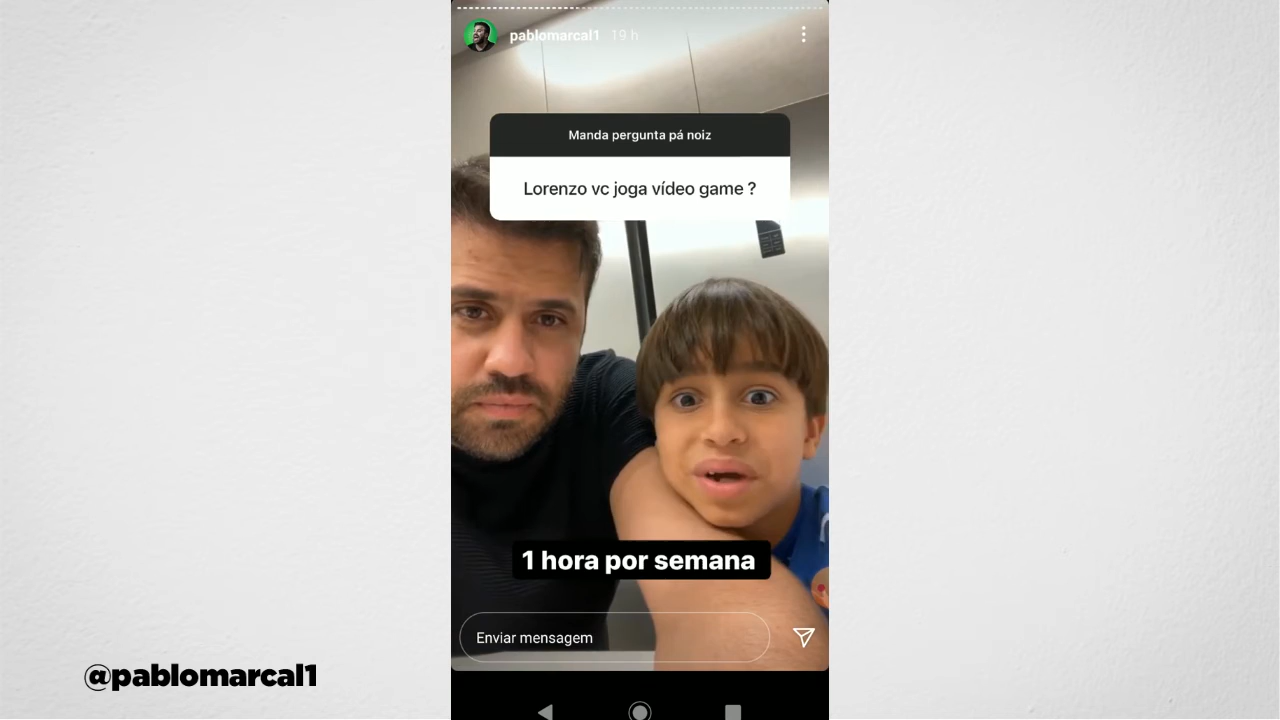 pablomarcal1 19 h
Manda pergunta pá noiz
Lorenzo vc joga vídeo game ?
1 hora por semana
Enviar mensagem
@pablomarcal1